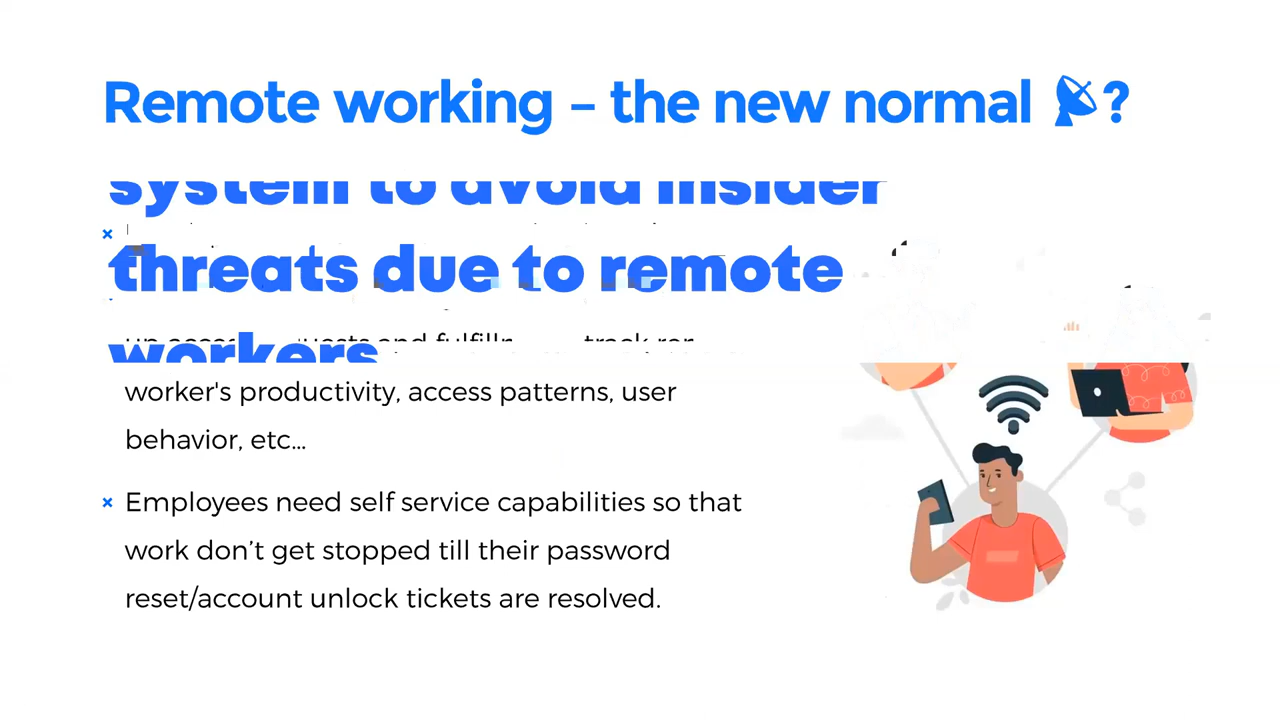 Remote working – the new normal ?
system to avoid insider
threats due to remote
workers
worker's productivity, access patterns, user
behavior, etc...
Employees need self service capabilities so that
work don’t get stopped till their password
reset/account unlock tickets are resolved.